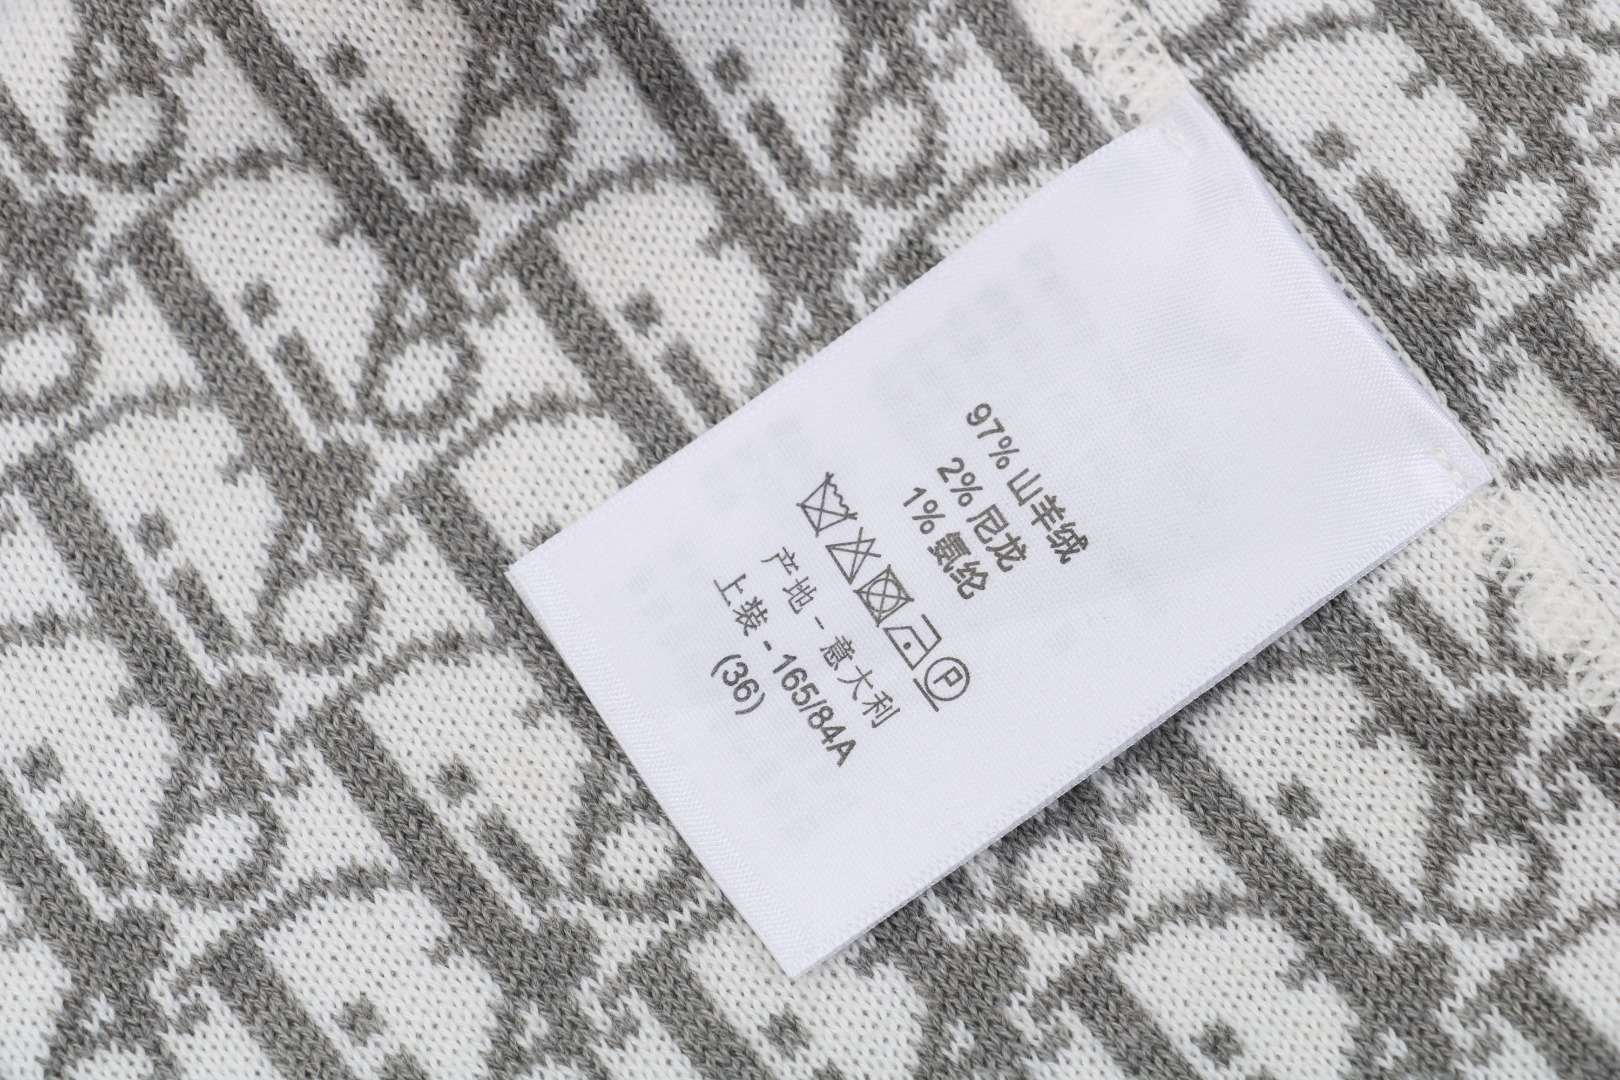 97% 山羊绒
2% 尼龙
1% 氨纶
P
产地 - 意大利
上装 - 165/84A
(36)